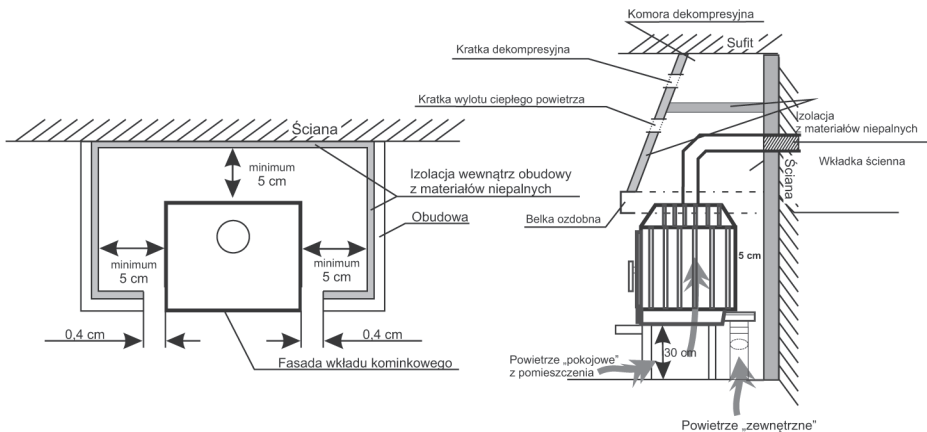 Ściana
minimum
5 cm
Izolacja wewnątrz obudowy
z materiałów niepalnych
Obudowa
minimum
5 cm
minimum
5 cm
0,4 cm
0,4 cm
Fasada wkładu kominkowego
Komora dekompresyjna
Sufit
Kratka dekompresyjna
Kratka wylotu ciepłego powietrza
Izolacja
z materiałów niepalnych
Wkładka ścienna
Ściana
Belka ozdobna
5 cm
30 cm
Powietrze „pokojowe”
z pomieszczenia
Powietrze „zewnętrzne”